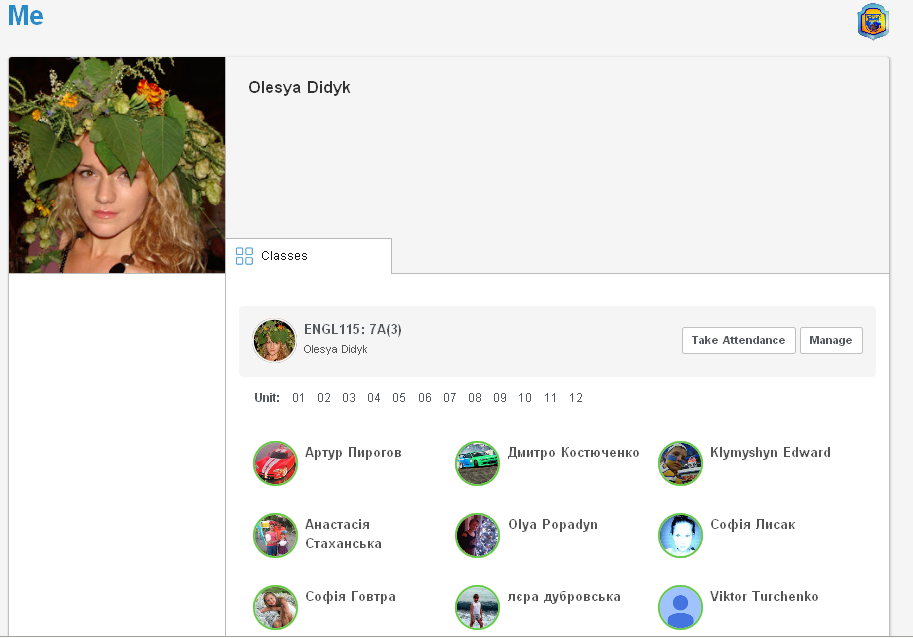 Me
Olesya Didyk
Classes
ENGL115: 7A(3)
Olesya Didyk
Take Attendance
Manage
Unit: 01 02 03 04 05 06 07 08 09 10 11 12
Артур Пирогов
Дмитро Костюченко
Klymyshyn Edward
Анастасія
Стаханська
Olya Popadyn
Софія Лисак
Софія Говтра
лєра дубровська
Viktor Turchenko